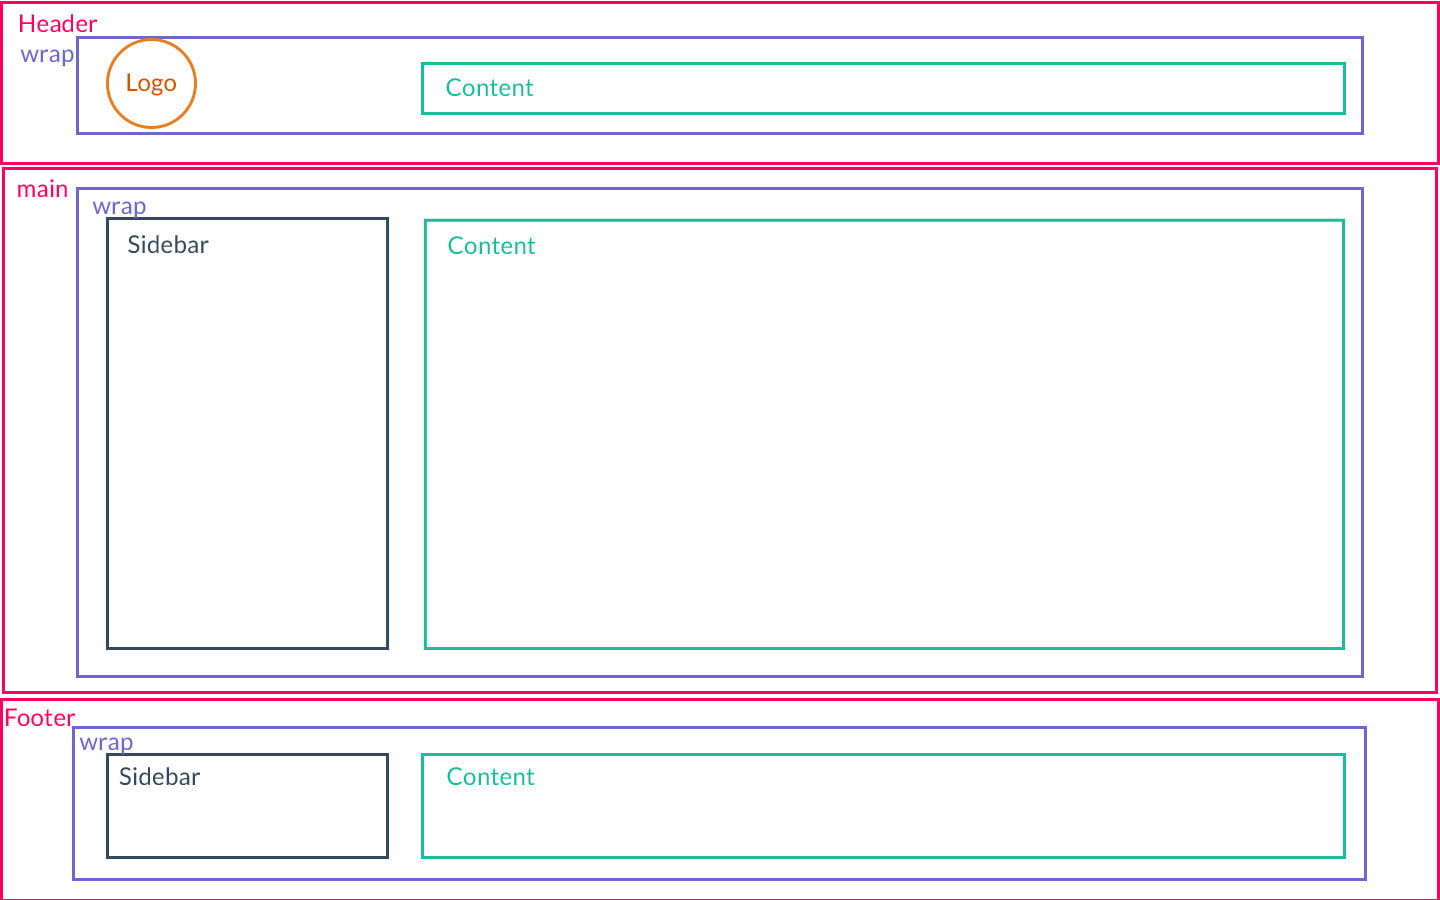 Header
wrap
Logo
Content
main
wrap
Sidebar
Content
Footer
wrap
Sidebar
Content